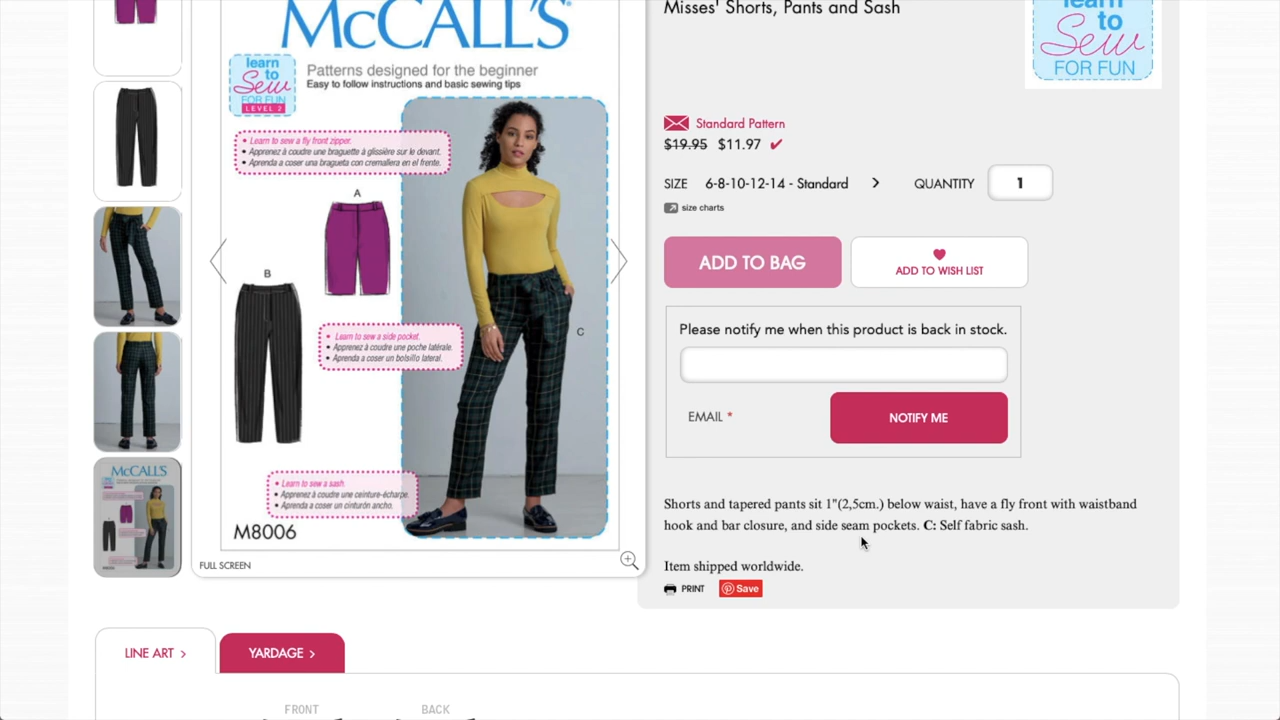 McCALL'S
learn
to
Sew
FOR FUN
LEVEL 2
Patterns designed for the beginner
Easy to follow instructions and basic sewing tips
• Learn to sew a fly front zipper.
• Apprenez à coudre une braguette à glissière sur le devant.
• Aprenda a coser una bragueta con cremallera en el frente.
A
B
C
• Learn to sew a side pocket.
• Apprenez à coudre une poche latérale.
• Aprenda a coser un bolsillo lateral.
• Learn to sew a sash.
• Apprenez à coudre une ceinture-écharpe.
• Aprenda a coser un cinturón ancho.
M8006
FULL SCREEN
McCALL'S
Misses' Shorts, Pants and Sash
learn
to
Sew
FOR FUN
Standard Pattern
$19.95 $11.97 ✔
SIZE 6-8-10-12-14 - Standard > QUANTITY 1
size charts
ADD TO BAG
ADD TO WISH LIST
Please notify me when this product is back in stock.
EMAIL *
NOTIFY ME
Shorts and tapered pants sit 1"(2,5cm.) below waist, have a fly front with waistband
hook and bar closure, and side seam pockets. C: Self fabric sash.
Item shipped worldwide.
PRINT
Save
LINE ART >
YARDAGE >
FRONT BACK